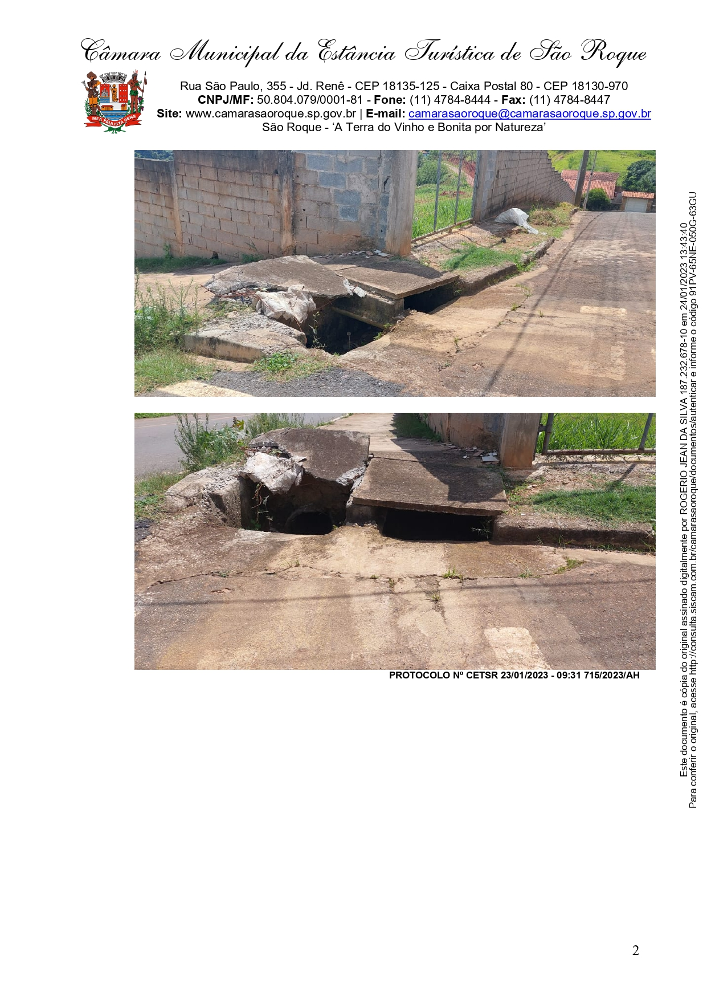 Câmara Municipal da Estância Turística de São Roque
Rua São Paulo, 355 - Jd. Renê - CEP 18135-125 - Caixa Postal 80 - CEP 18130-970
CNPJ/MF: 50.804.079/0001-81 - Fone: (11) 4784-8444 - Fax: (11) 4784-8447
Site: www.camarasaoroque.sp.gov.br | E-mail: camarasaoroque@camarasaoroque.sp.gov.br
São Roque - ‘A Terra do Vinho e Bonita por Natureza’
MEA PAULISTA GENS
PROTOCOLO Nº CETSR 23/01/2023 - 09:31 715/2023/AH
Este documento é cópia do original assinado digitalmente por ROGERIO JEAN DA SILVA 187.232.678-10 em 24/01/2023 13:43:40
Para conferir o original, acesse http://consulta.siscam.com.br/camarasaoroque/documentos/autenticar e informe o código 91PV-65NE-050G-63GU
2